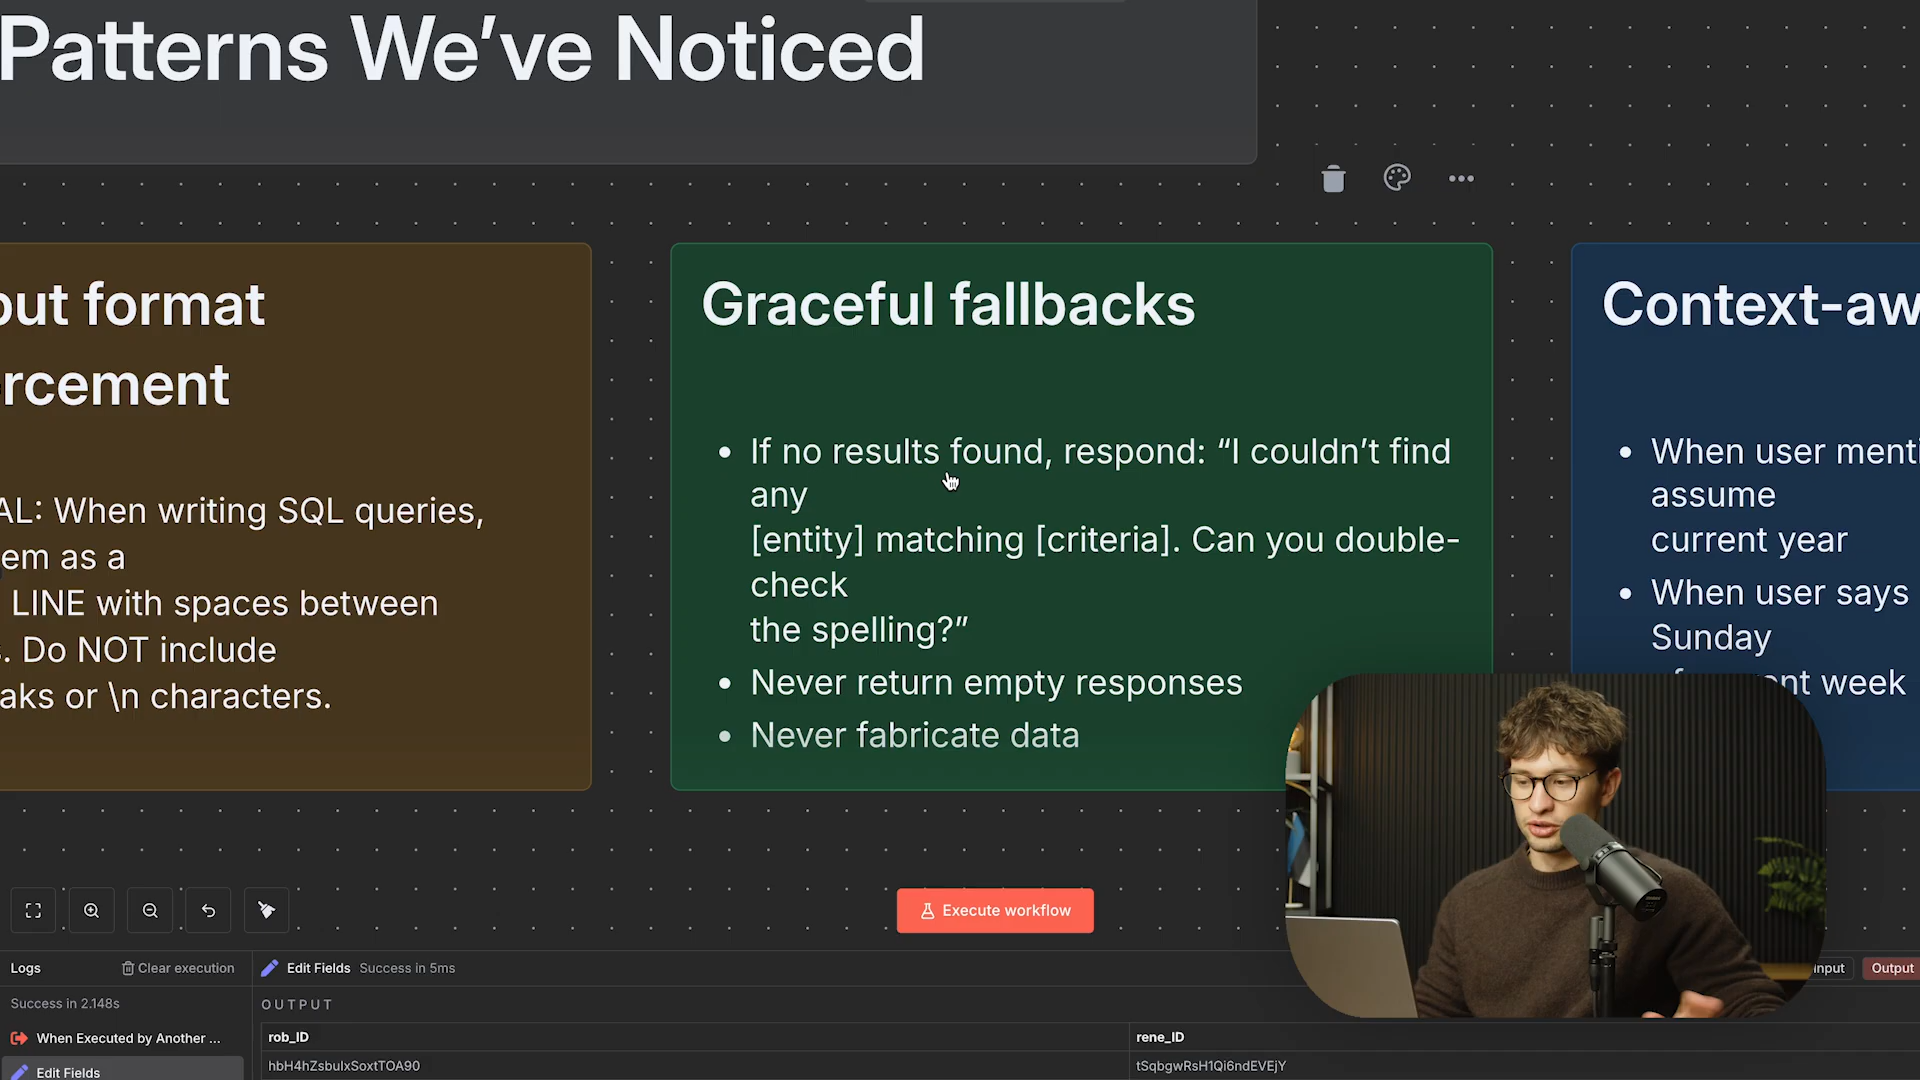 Patterns We've Noticed
put format
rcement
AL: When writing SQL queries,
em as a
LINE with spaces between
. Do NOT include
aks or \n characters.
Graceful fallbacks
• If no results found, respond: “I couldn’t find
any
[entity] matching [criteria]. Can you double-
check
the spelling?”
• Never return empty responses
• Never fabricate data
Context-aw
• When user menti
assume
current year
• When user says
Sunday
nt week
Execute workflow
Logs
Clear execution
Edit Fields Success in 5ms
Input
Output
Success in 2.148s
OUTPUT
When Executed by Another ...
rob_ID
rene_ID
Edit Fields
hbH4hZsbulxSoxtTOA90
tSqbgwRsH1Qi6ndEVEjY